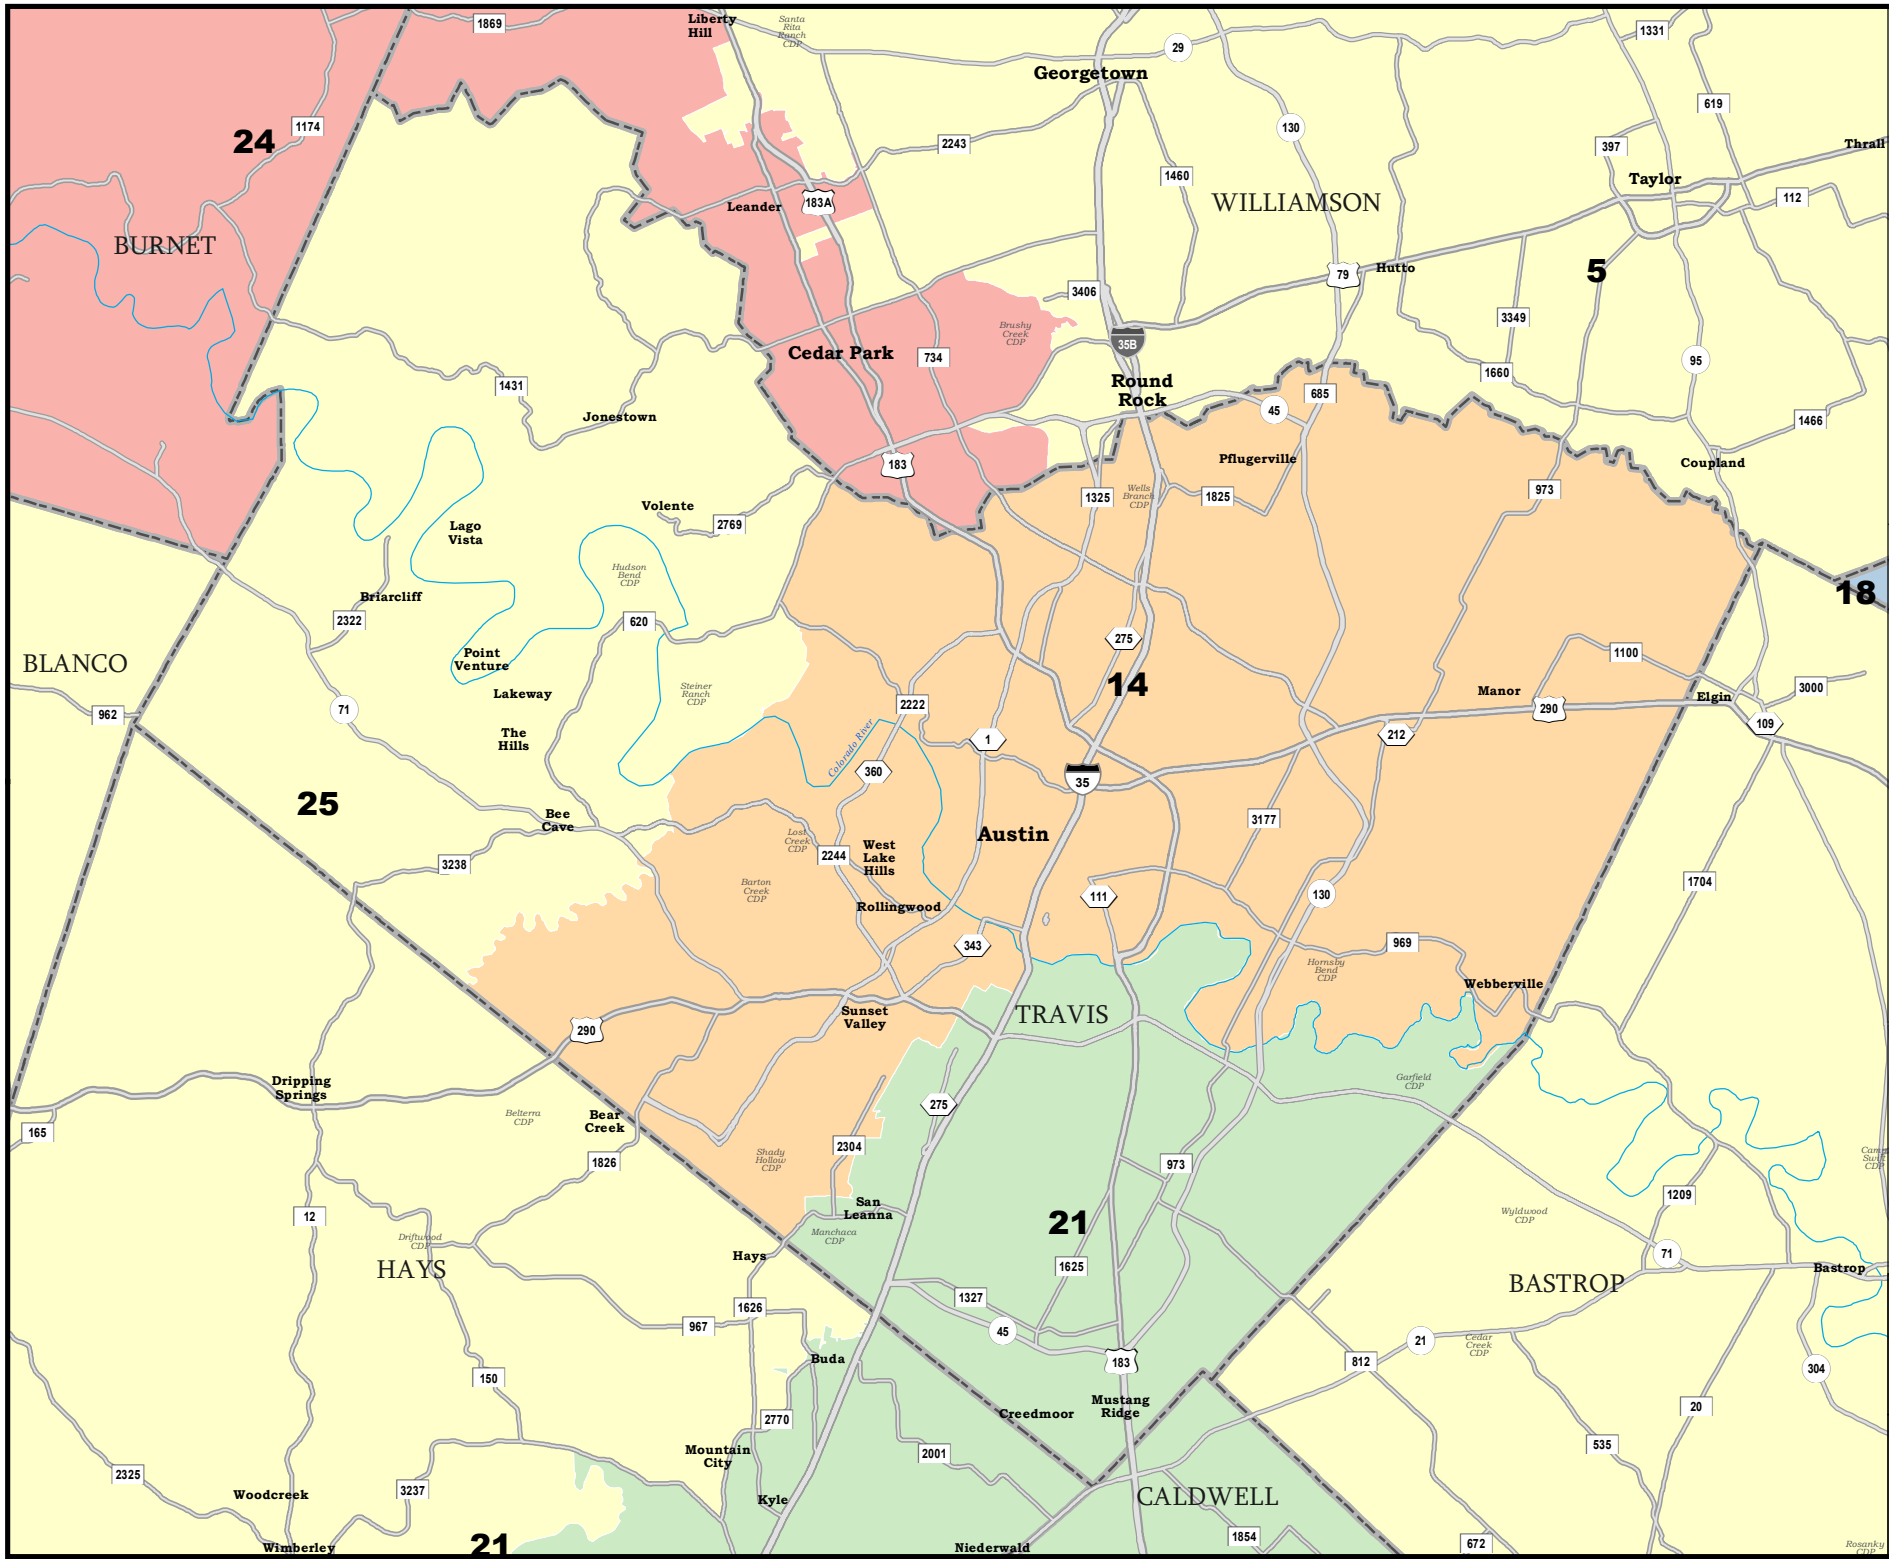 Liberty
Hill
Santa
Rita
Ranch
CDP
1869
29
1331
Georgetown
619
24
1174
130
2243
397
Thrall
1460
Taylor
WILLIAMSON
112
Leander
183A
BURNET
5
79
Hutto
3406
Brushy
Creek
CDP
3349
35B
Cedar Park
734
95
1660
1431
Round
Rock
685
45
Jonestown
1466
183
Pflugerville
Coupland
Volente
1325
Wells
Branch
CDP
1825
973
Lago
Vista
2769
Hudson
Bend
CDP
18
Briarcliff
2322
620
275
BLANCO
Point
Venture
1100
Lakeway
Steiner
Ranch
CDP
14
Manor
Elgin
3000
962
71
2222
290
109
The
Hills
1
212
Colorado River
360
35
25
Bee
Cave
3177
Austin
Lost
Creek
CDP
2244
West
Lake
Hills
3238
Barton
Creek
CDP
111
130
1704
Rollingwood
343
969
Hornsby
Bend
CDP
Webberville
290
Sunset
Valley
TRAVIS
Dripping
Springs
Garfield
CDP
Belterra
CDP
Bear
Creek
275
165
2304
1826
Shady
Hollow
CDP
973
Camp
Swift
CDP
1209
12
San
Leanna
21
Wyldwood
CDP
Driftwood
CDP
Manchaca
CDP
Hays
71
HAYS
1625
Bastrop
BASTROP
1626
1327
967
45
21
Cedar
Creek
CDP
Buda
183
812
304
150
Mustang
Ridge
Creedmoor
20
2770
Mountain
City
2001
535
2325
3237
Woodcreek
Kyle
CALDWELL
1854
672
21
Wimberley
Niederwald
Rosanky
CDP